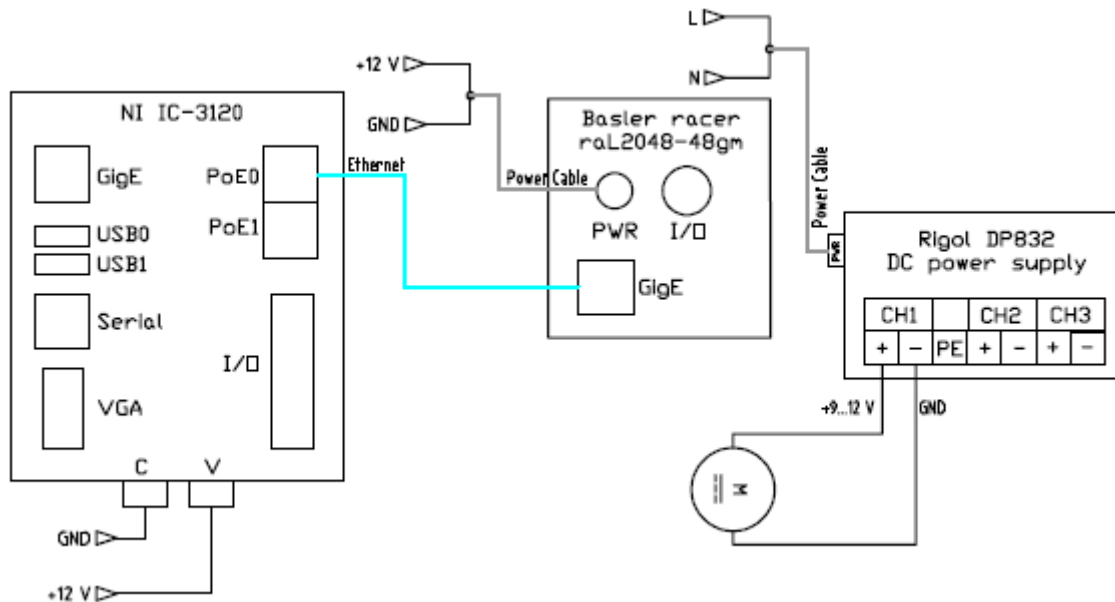 L
N
+12 V
GND
NI IC-3120
GigE
PoE0
PoE1
USB0
USB1
Serial
I/O
VGA
C
V
GND
+12 V
Ethernet
Power Cable
Basler racer
raL2048-48gm
PWR
I/O
GigE
Power Cable
PWR
Rigol DP832
DC power supply
CH1 CH2 CH3
+ - PE + - + -
+9...12 V
GND
M